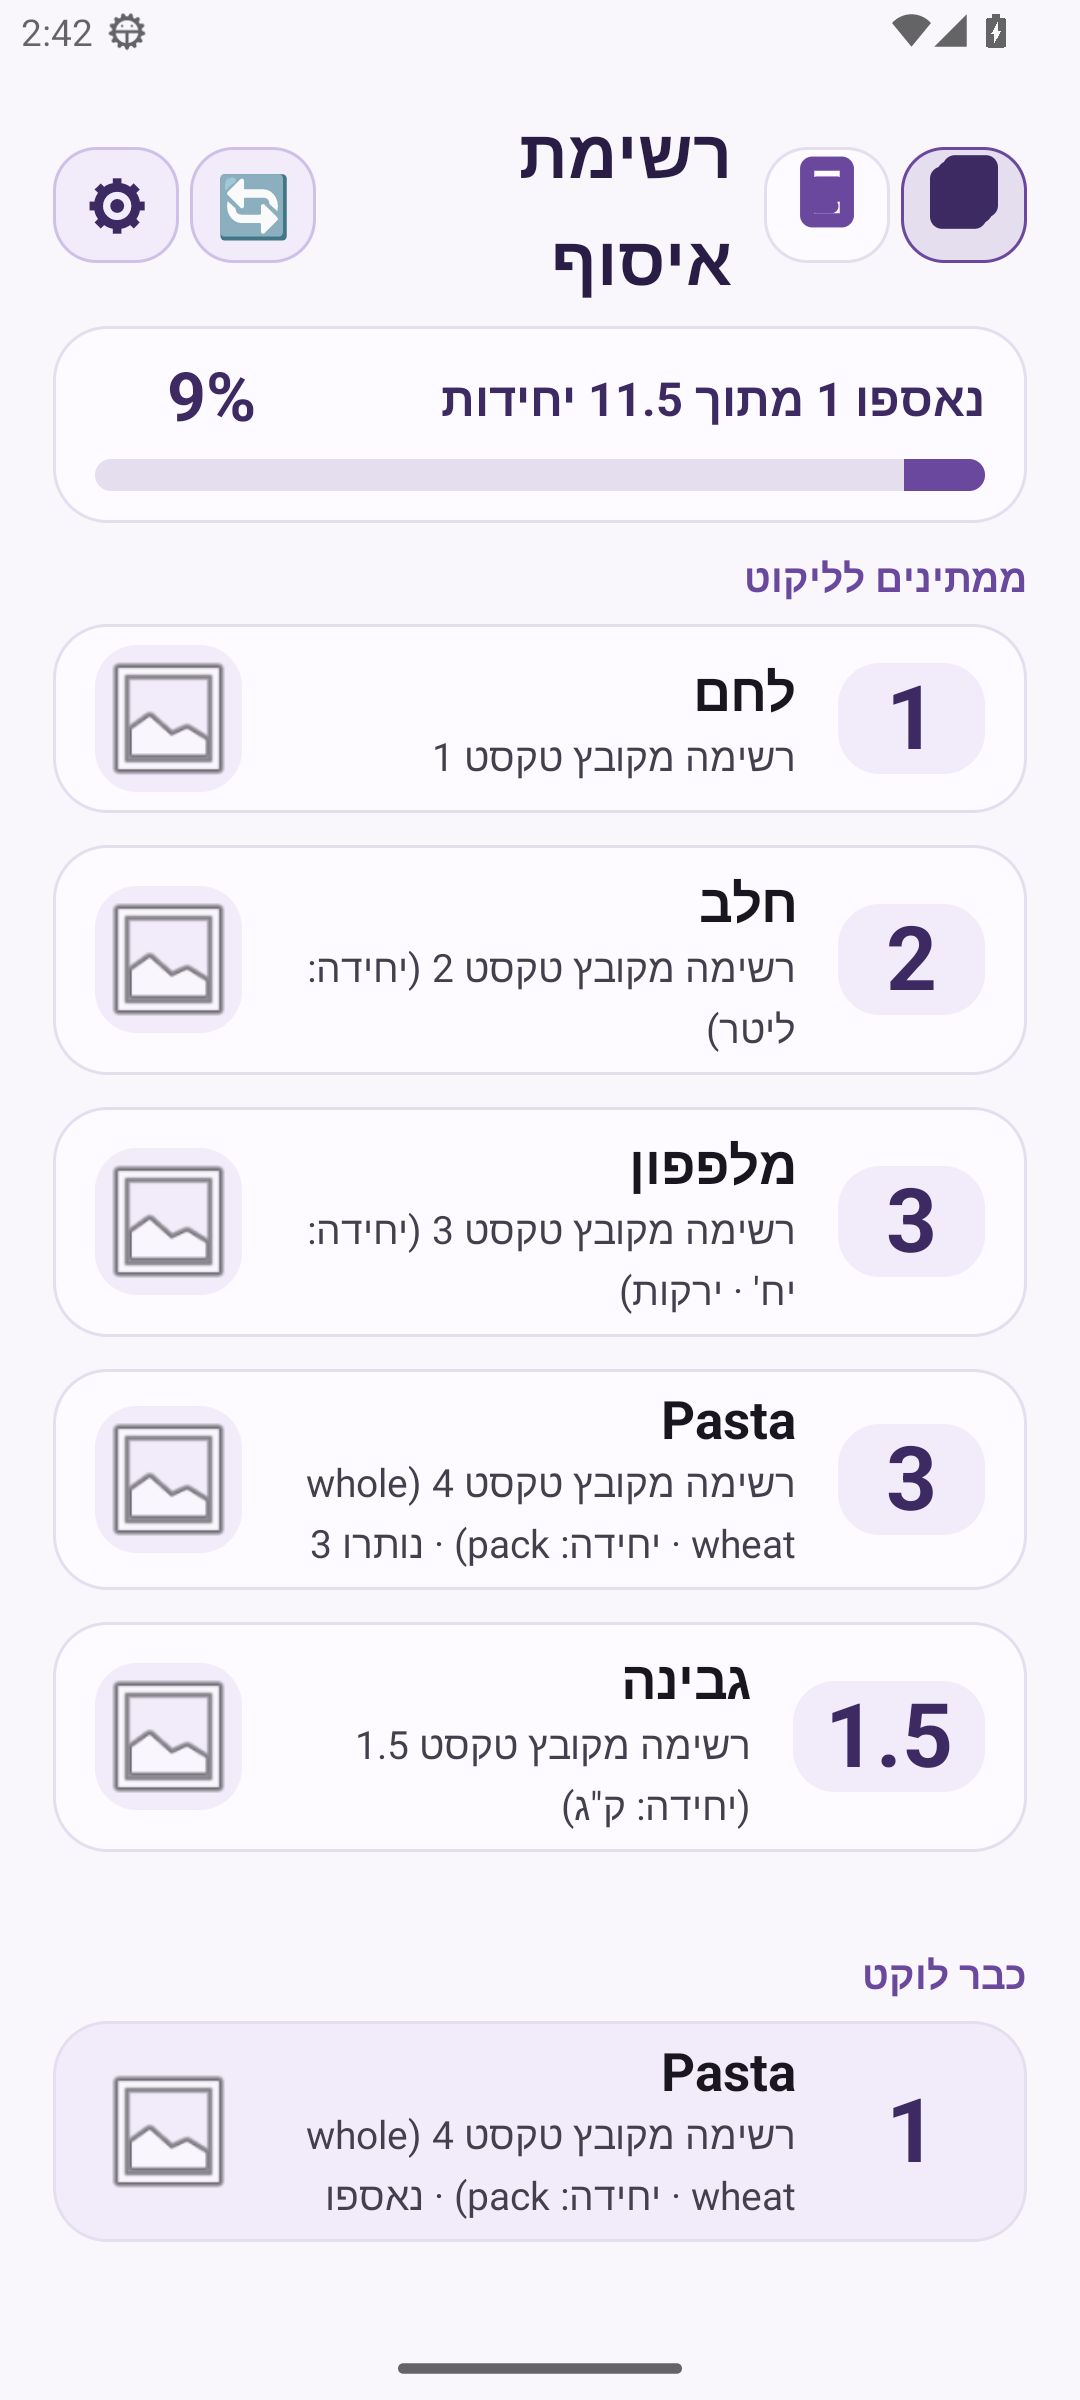 2:42
רשימת
איסוף
נאספו 1 מתוך 11.5 יחידות
9%
ממתינים לליקוט
1
לחם
רשימה מקובץ טקסט 1
2
חלב
רשימה מקובץ טקסט 2 (יחידה:
ליטר)
3
מלפפון
רשימה מקובץ טקסט 3 (יחידה:
יח' · ירקות)
3
Pasta
רשימה מקובץ טקסט 4 (whole
wheat · יחידה: pack) · נותרו 3
1.5
גבינה
רשימה מקובץ טקסט 1.5
(יחידה: ק"ג)
כבר לוקט
1
Pasta
רשימה מקובץ טקסט 4 (whole
wheat · יחידה: pack) · נאספו